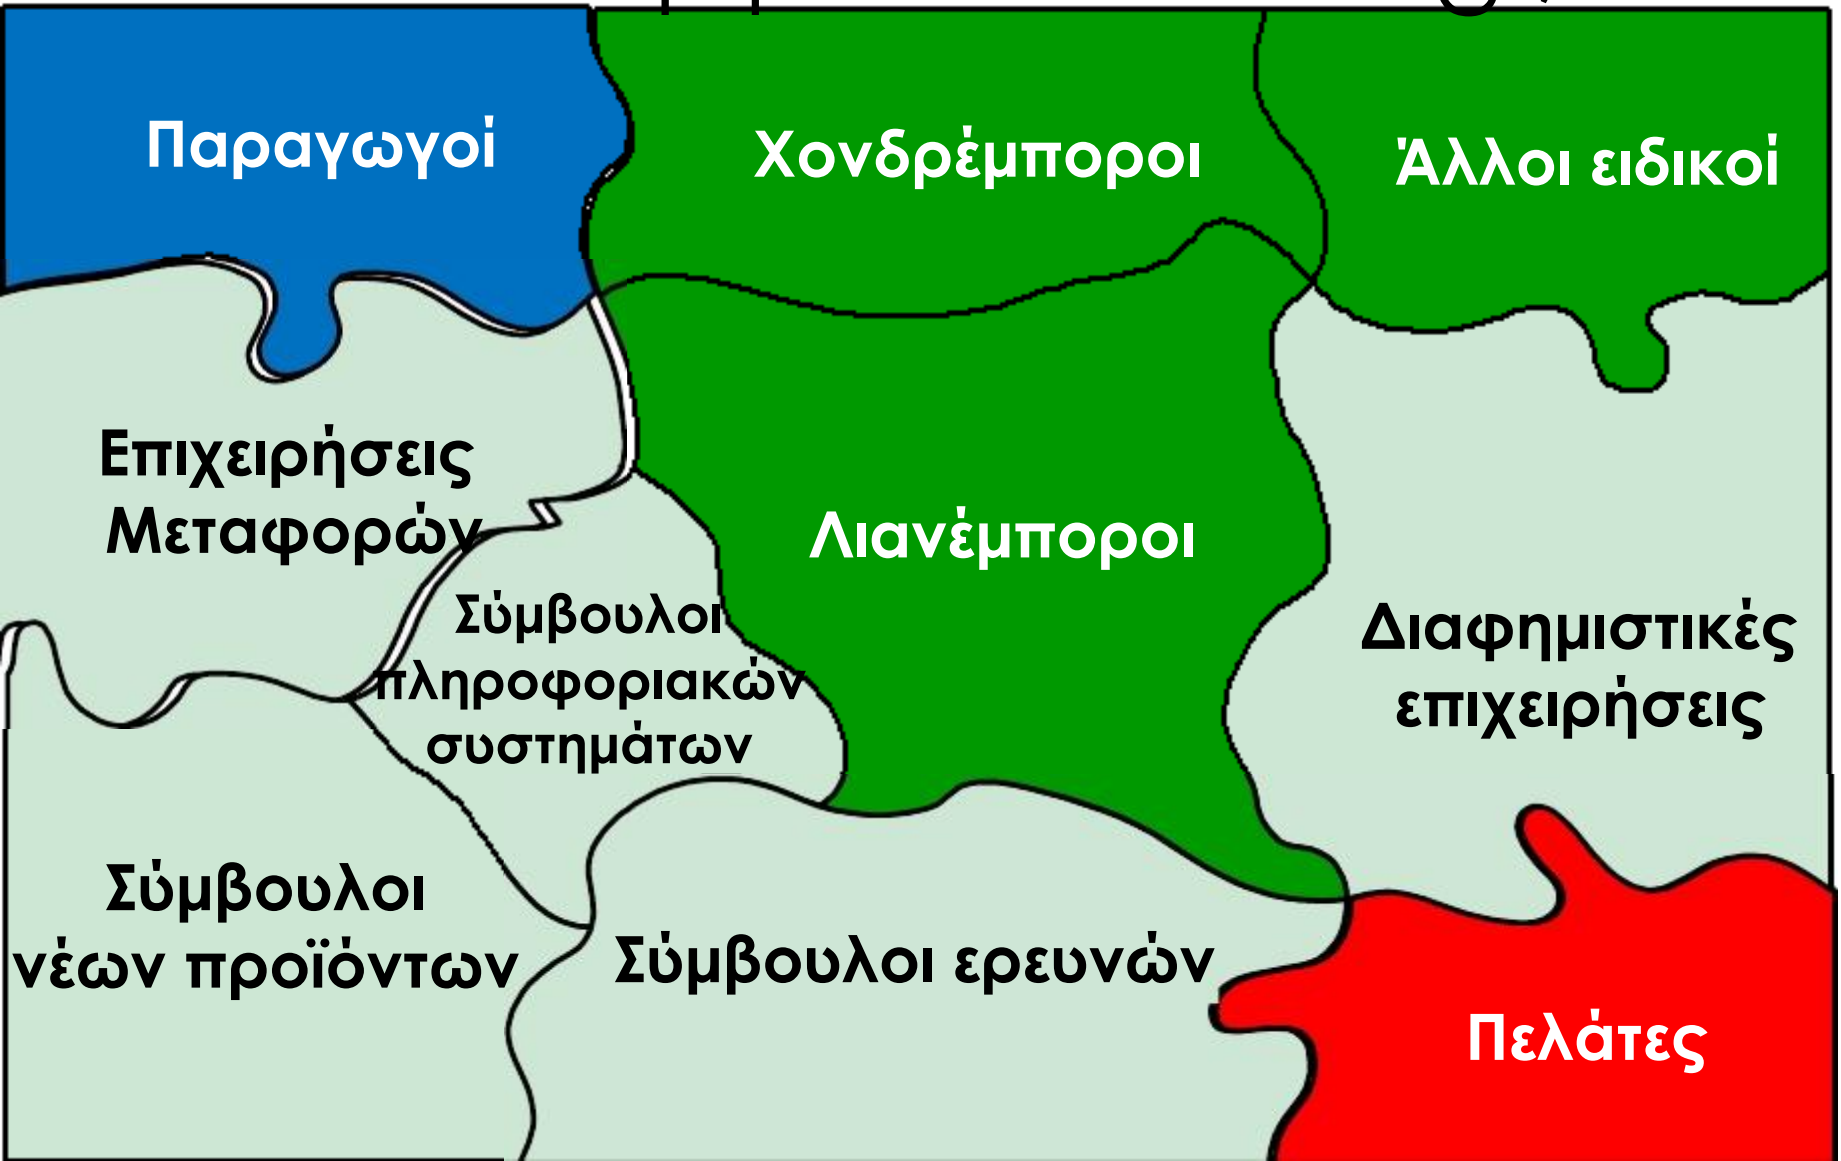 Παραγωγοί
Χονδρέμποροι
Άλλοι ειδικοί
Επιχειρήσεις
Μεταφορών
Λιανέμποροι
Σύμβουλοι
πληροφοριακών
συστημάτων
Διαφημιστικές
επιχειρήσεις
Σύμβουλοι
νέων προϊόντων
Σύμβουλοι ερευνών
Πελάτες